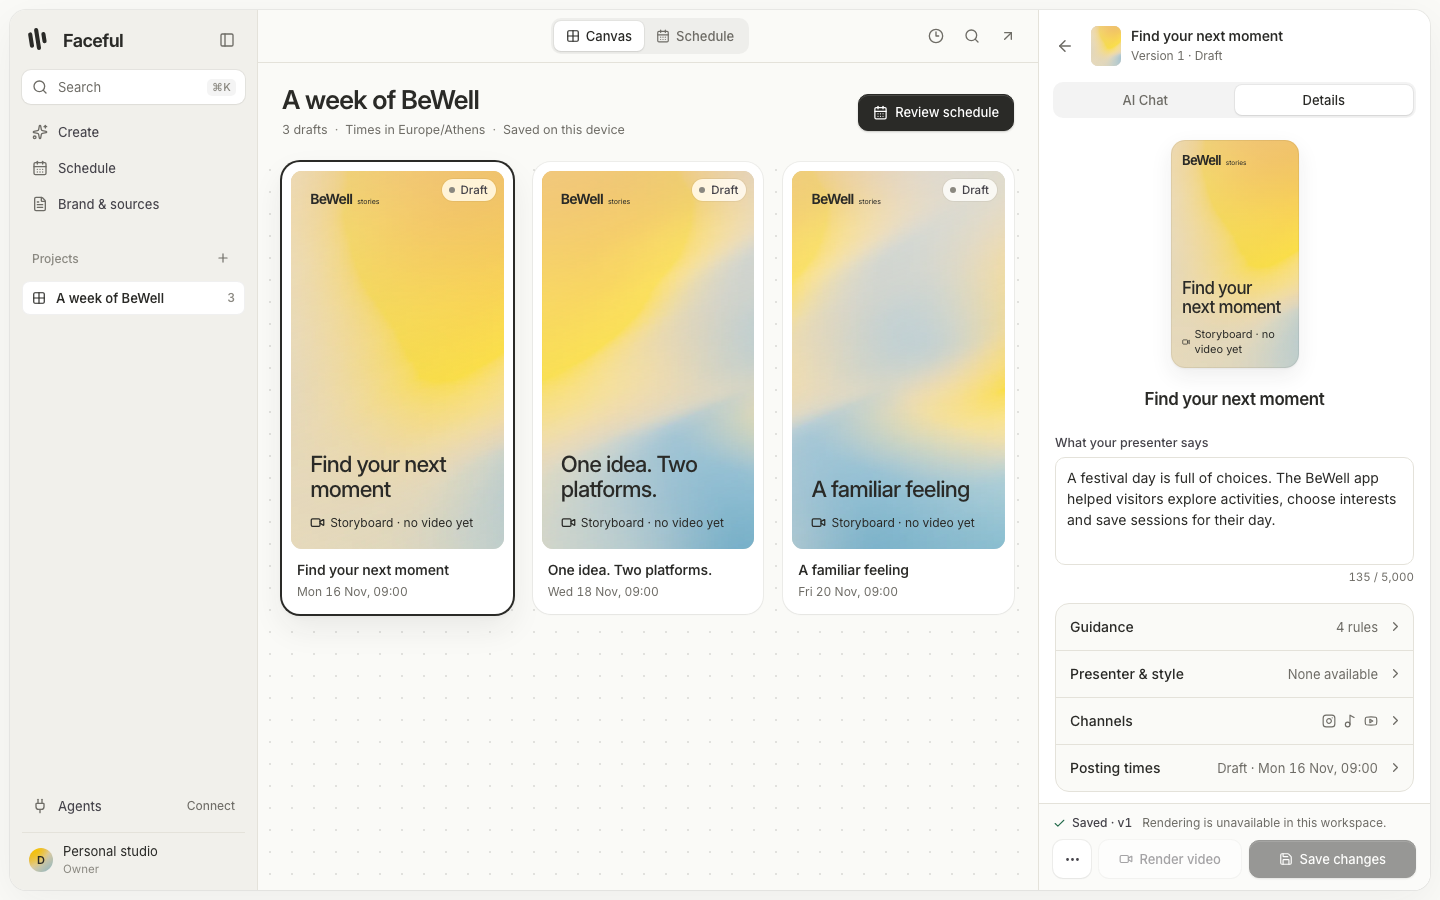 Faceful
Search ⌘K
Create
Schedule
Brand & sources
Projects
A week of BeWell 3
Agents Connect
D
Personal studio
Owner
Canvas Schedule
A week of BeWell
3 drafts · Times in Europe/Athens · Saved on this device
Review schedule
BeWell stories
Draft
Find your next
moment
Storyboard · no video yet
Find your next moment
Mon 16 Nov, 09:00
BeWell stories
Draft
One idea. Two
platforms.
Storyboard · no video yet
One idea. Two platforms.
Wed 18 Nov, 09:00
BeWell stories
Draft
A familiar feeling
Storyboard · no video yet
A familiar feeling
Fri 20 Nov, 09:00
Find your next moment
Version 1 · Draft
AI Chat Details
BeWell stories
Find your
next moment
Storyboard · no
video yet
Find your next moment
What your presenter says
A festival day is full of choices. The BeWell app
helped visitors explore activities, choose interests
and save sessions for their day.
135 / 5,000
Guidance 4 rules
Presenter & style None available
Channels
Posting times Draft · Mon 16 Nov, 09:00
Saved · v1 Rendering is unavailable in this workspace.
Render video Save changes